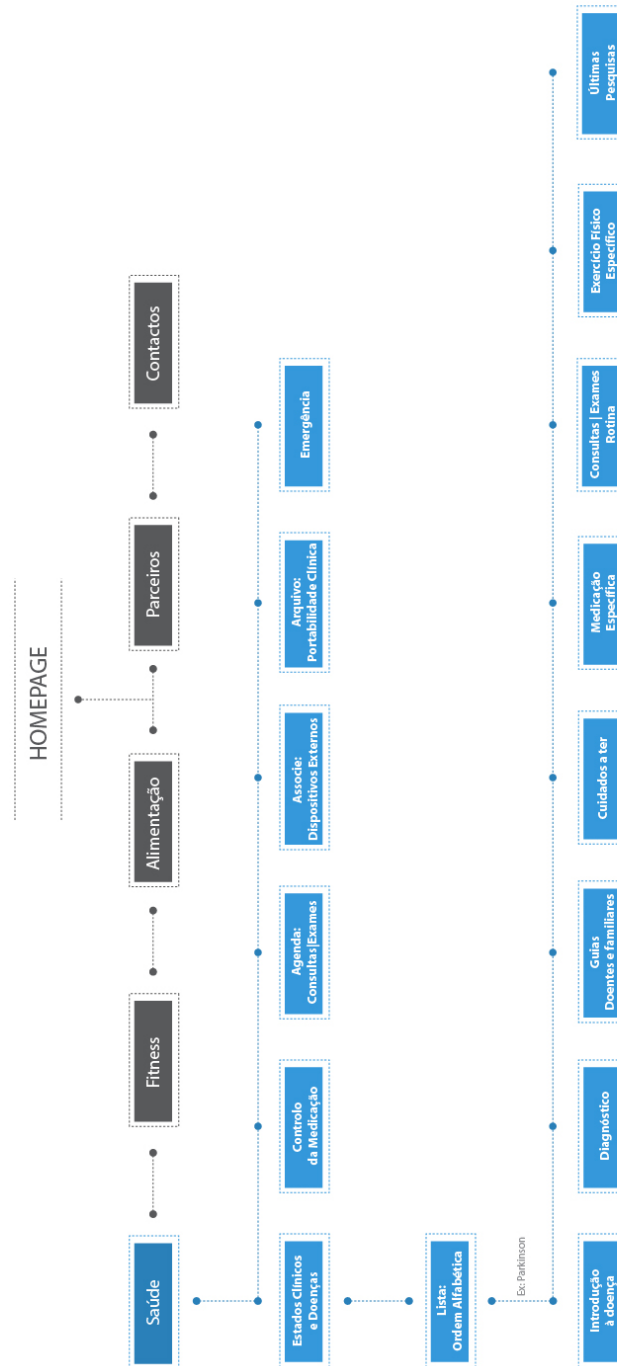 HOMEPAGE
Saúde
Fitness
Alimentação
Parceiros
Contactos
Estados Clínicos
e Doenças
Controlo
da Medicação
Agenda:
Consultas|Exames
Associe:
Dispositivos Externos
Arquivo:
Portabilidade Clínica
Emergência
Lista:
Ordem Alfabética
Ex: Parkinson
Introdução
à doença
Diagnóstico
Guias
Doentes e familiares
Cuidados a ter
Medicação
Específica
Consultas | Exames
Rotina
Exercício Físico
Específico
Últimas
Pesquisas